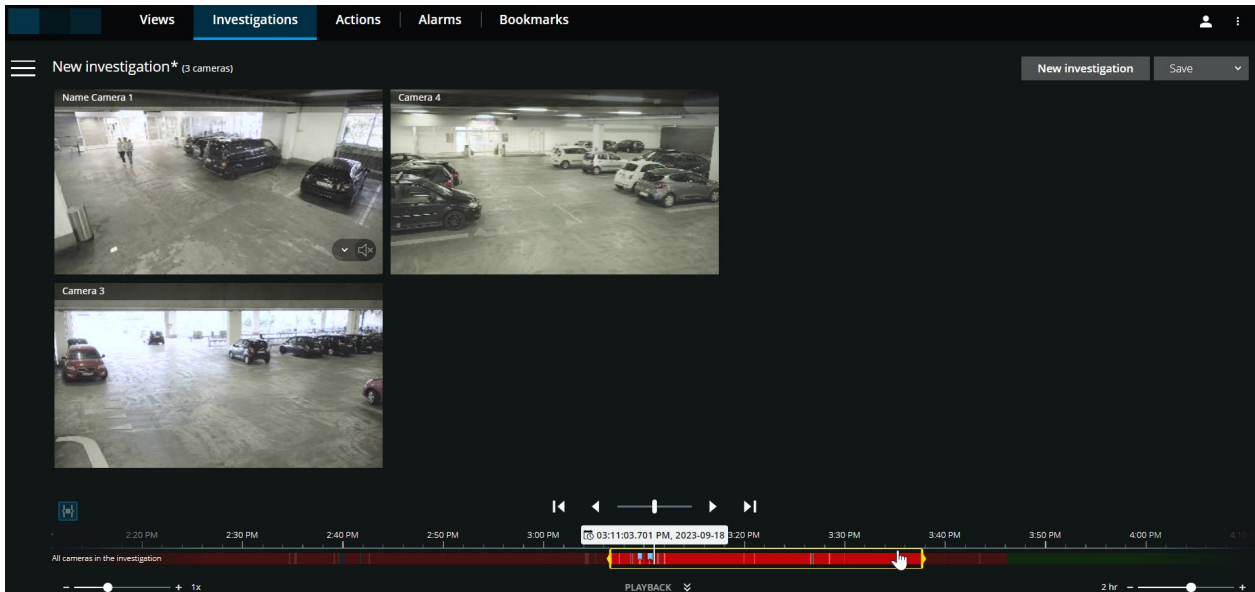 Views Investigations Actions Alarms Bookmarks
New investigation* (3 cameras)
New investigation Save
Name Camera 1
Camera 4
Camera 3
2:20 PM 2:30 PM 2:40 PM 2:50 PM 3:00 PM 03:11:03.701 PM, 2023-09-18 3:20 PM 3:30 PM 3:40 PM 3:50 PM 4:00 PM
All cameras in the investigation
- + 1x PLAYBACK 2 hr - +